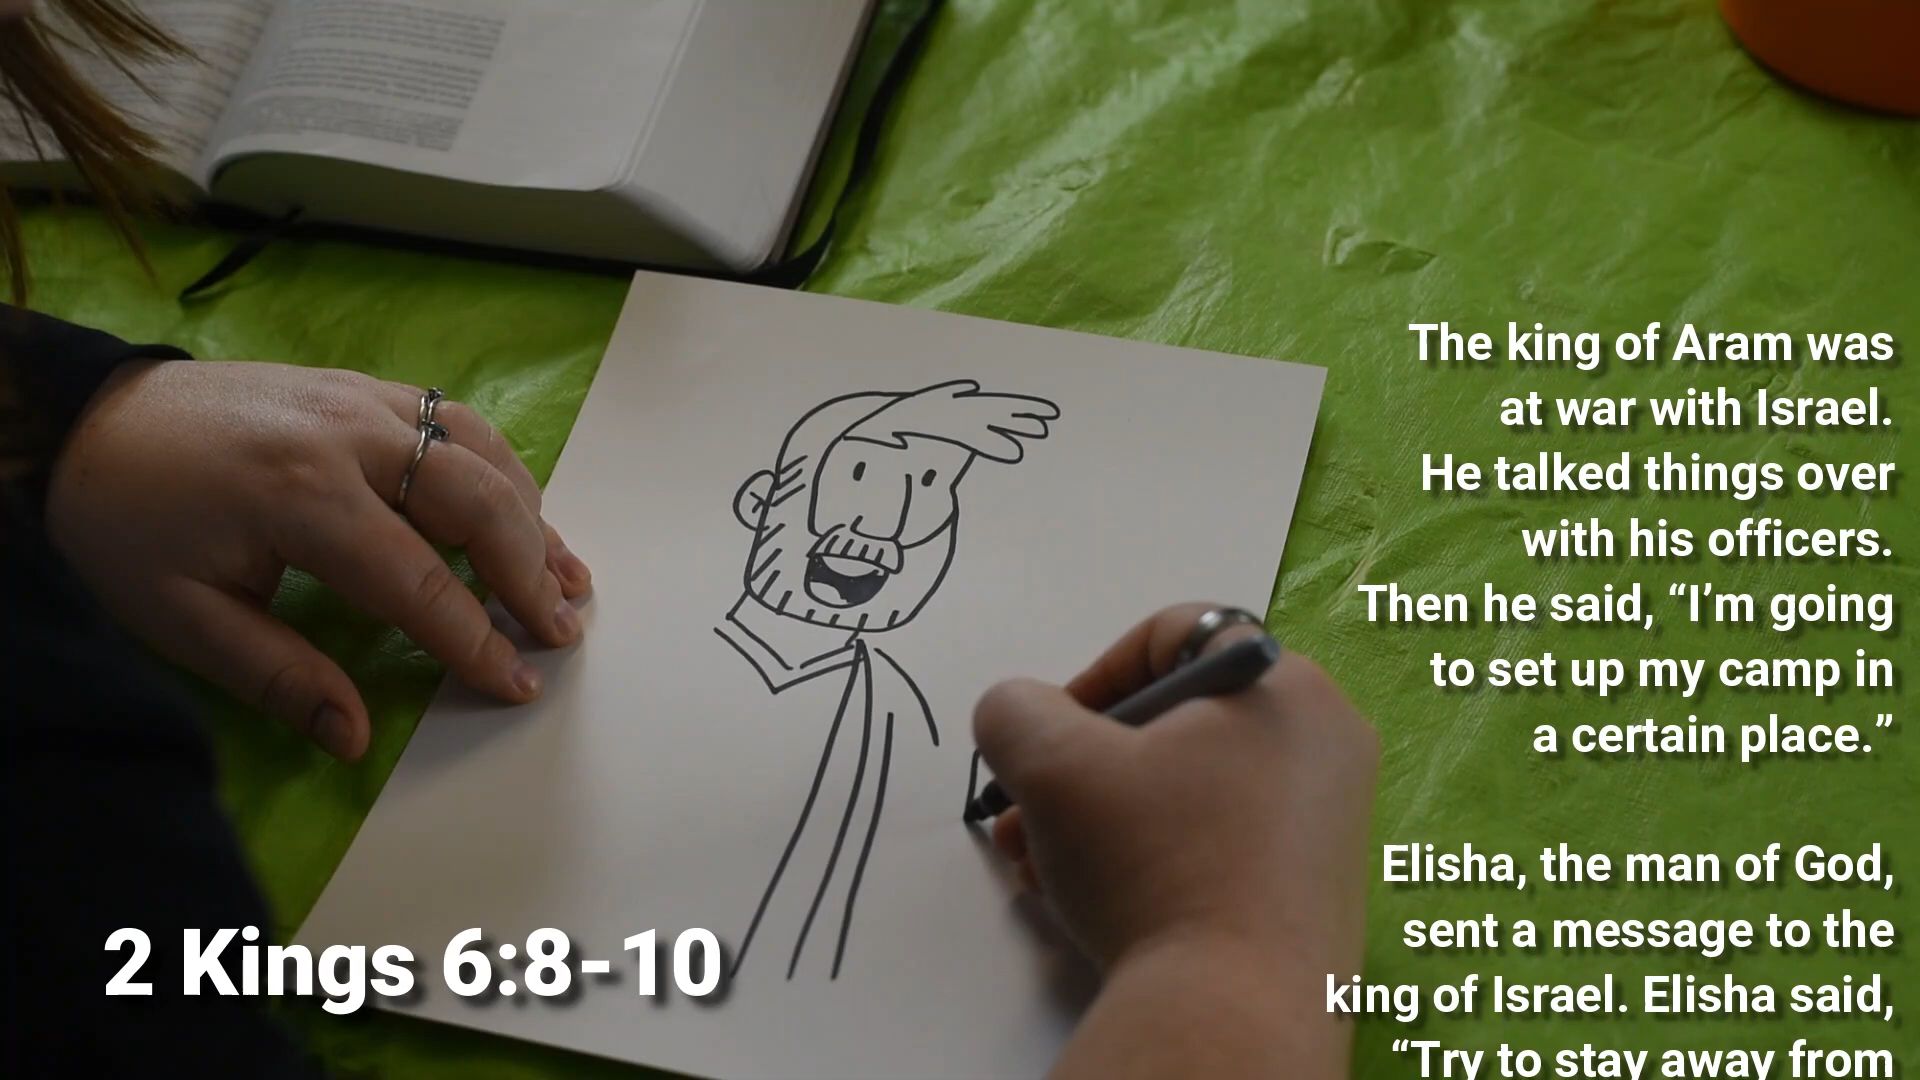 The king of Aram was
at war with Israel.
He talked things over
with his officers.
Then he said, “I’m going
to set up my camp in
a certain place.”
Elisha, the man of God,
sent a message to the
king of Israel. Elisha said,
“Try to stay away from
2 Kings 6:8-10